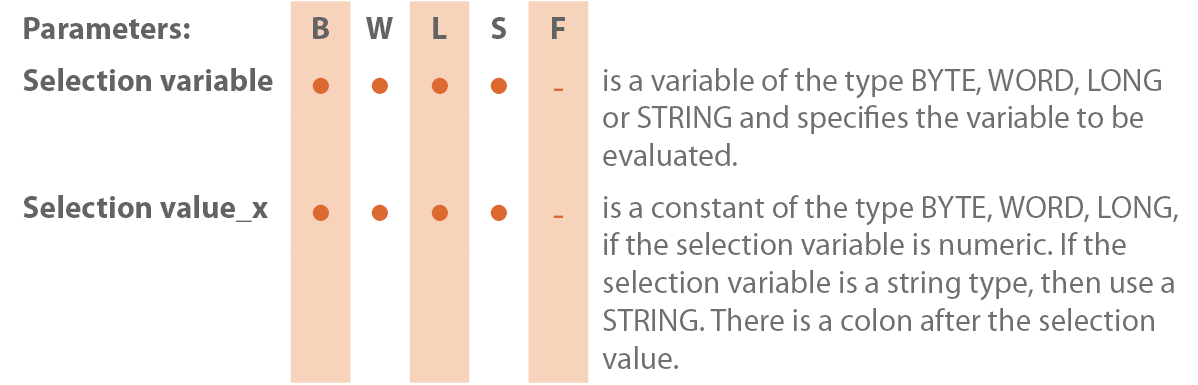 Parameters: B W L S F
Selection variable ● ● ● ● - is a variable of the type BYTE, WORD, LONG
or STRING and specifies the variable to be
evaluated.
Selection value_x ● ● ● ● - is a constant of the type BYTE, WORD, LONG,
if the selection variable is numeric. If the
selection variable is a string type, then use a
STRING. There is a colon after the selection
value.